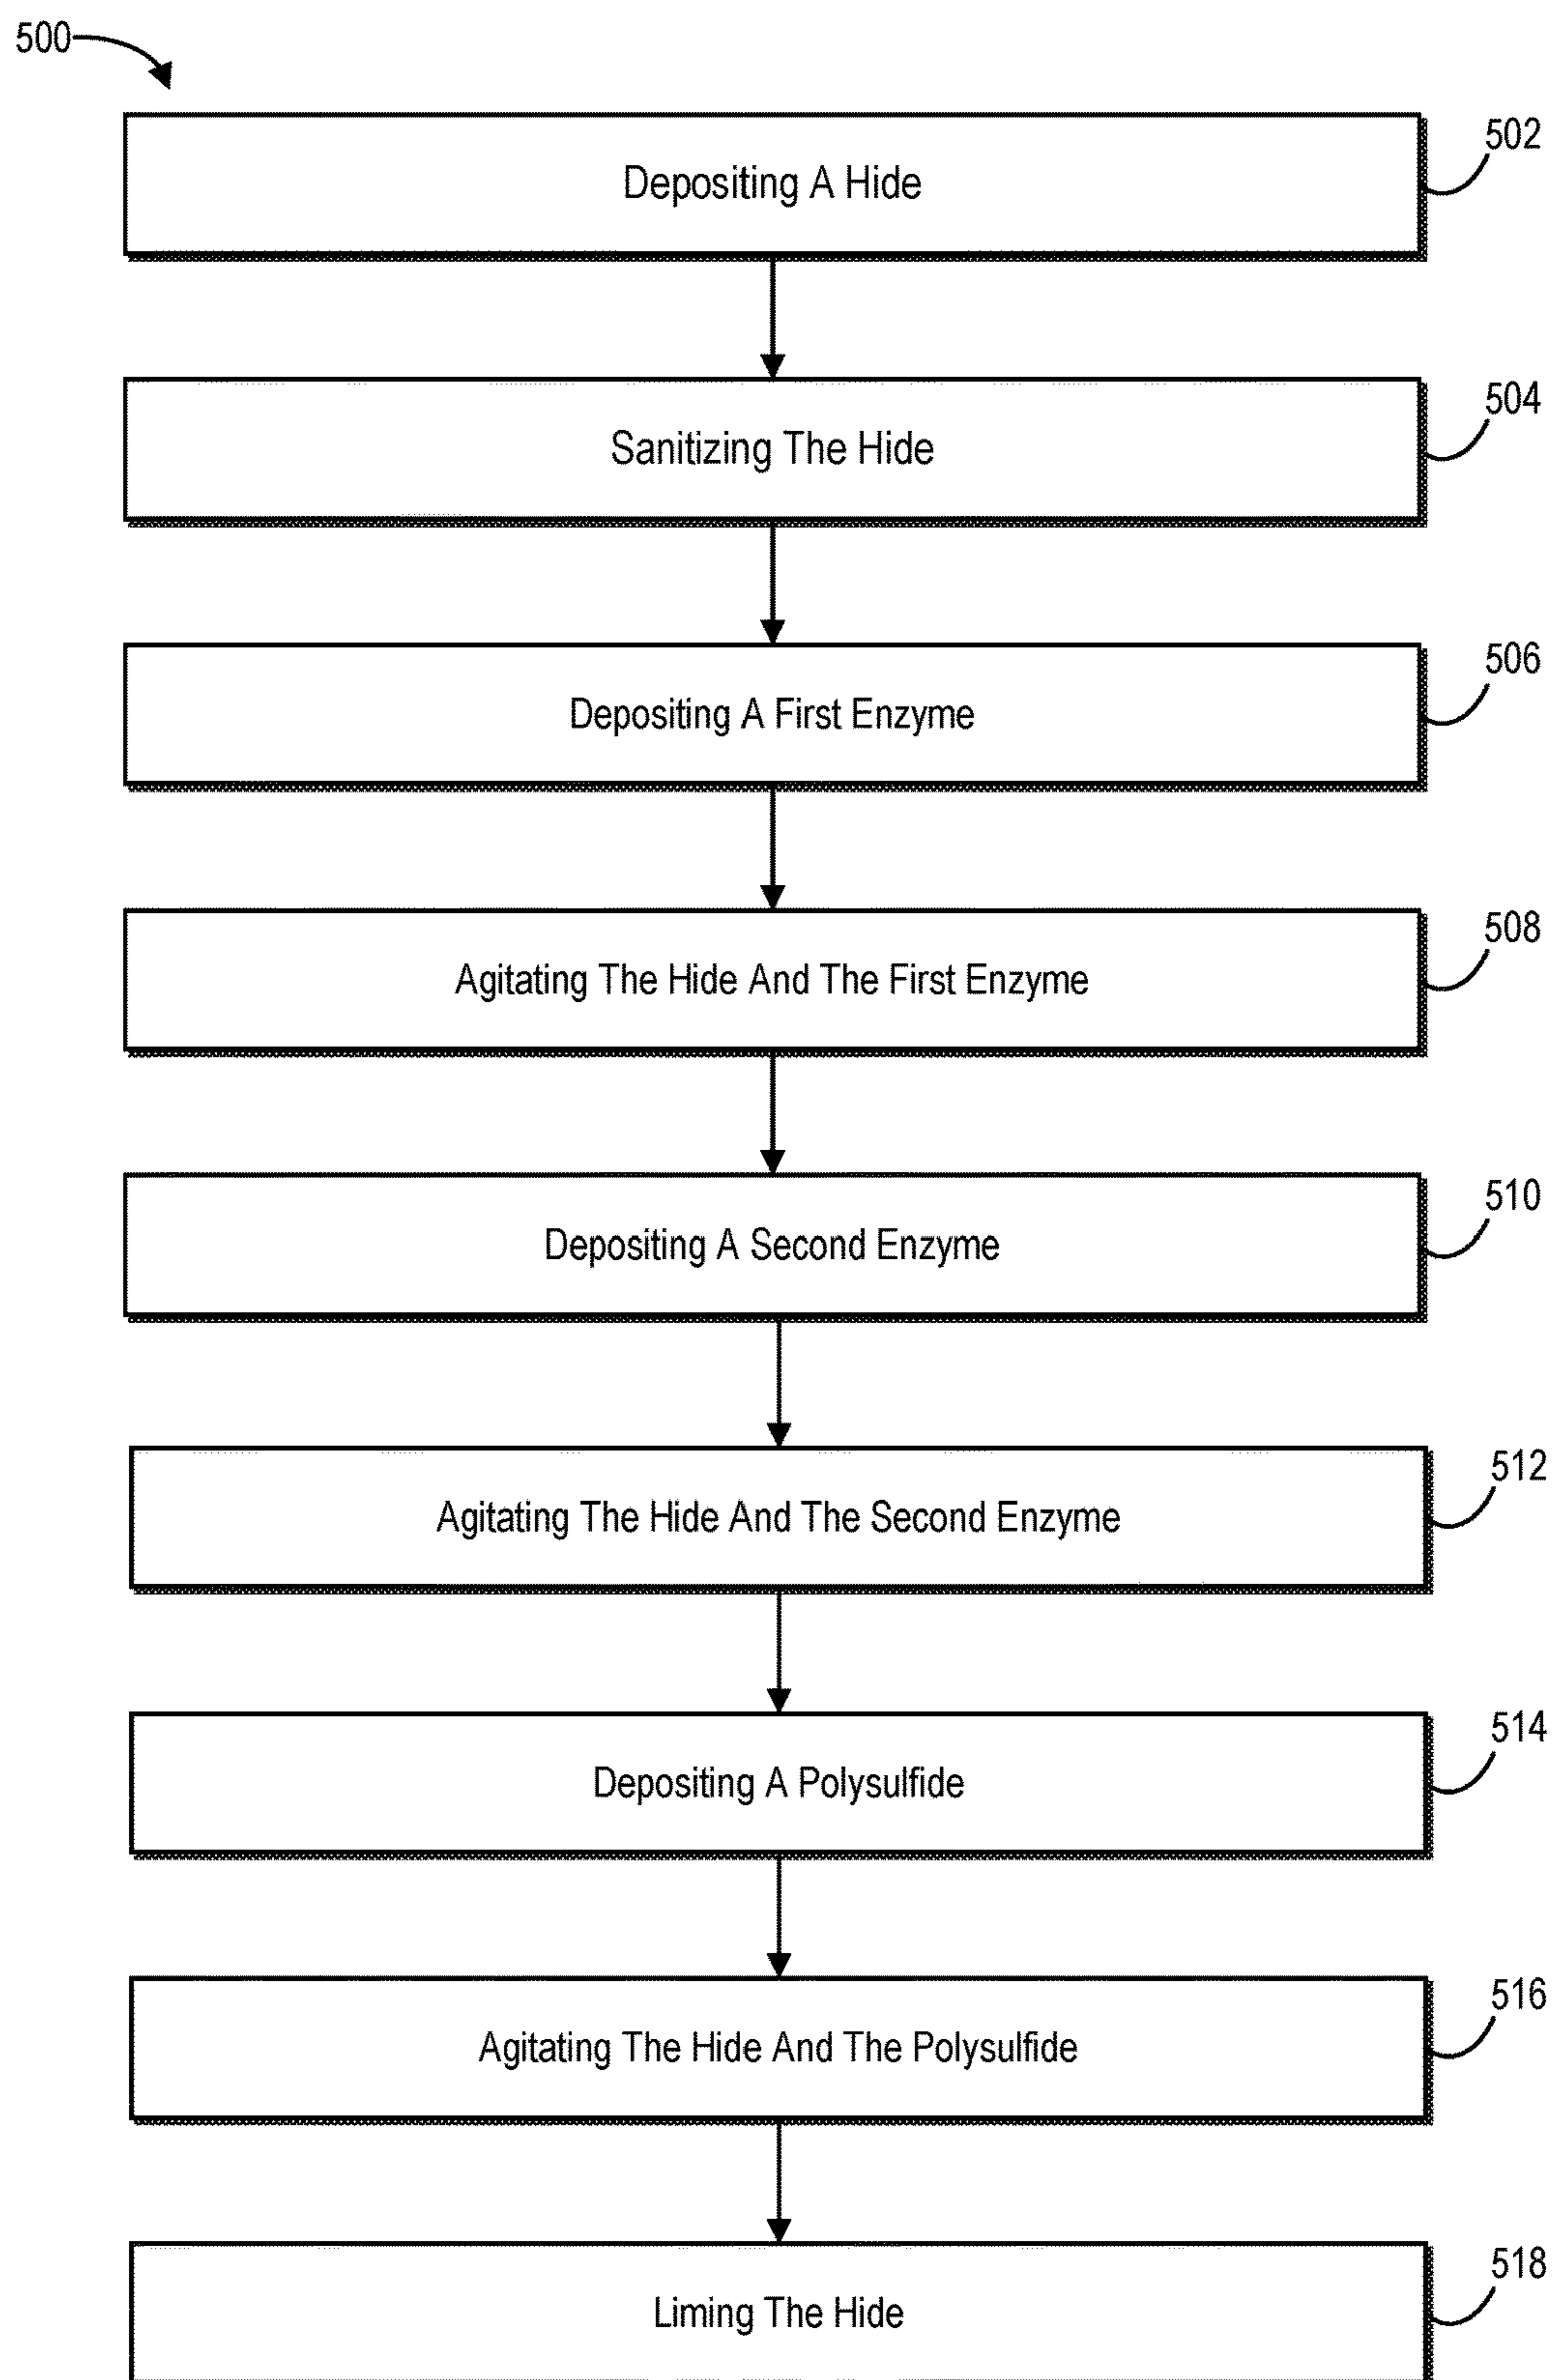 500
502
Depositing A Hide
504
Sanitizing The Hide
506
Depositing A First Enzyme
508
Agitating The Hide And The First Enzyme
510
Depositing A Second Enzyme
512
Agitating The Hide And The Second Enzyme
514
Depositing A Polysulfide
516
Agitating The Hide And The Polysulfide
518
Liming The Hide